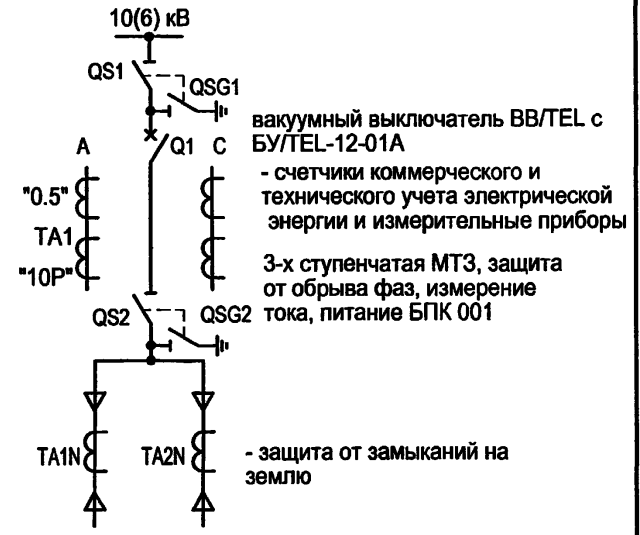 10(6) кВ
QS1
QSG1
вакуумный выключатель ВВ/TEL с
БУ/TEL-12-01А
A
Q1
C
- счетчики коммерческого и
технического учета электрической
энергии и измерительные приборы
"0.5"
TA1
"10Р"
3-х ступенчатая МТЗ, защита
от обрыва фаз, измерение
тока, питание БПК 001
QS2
QSG2
TA1N
TA2N
- защита от замыканий на
землю